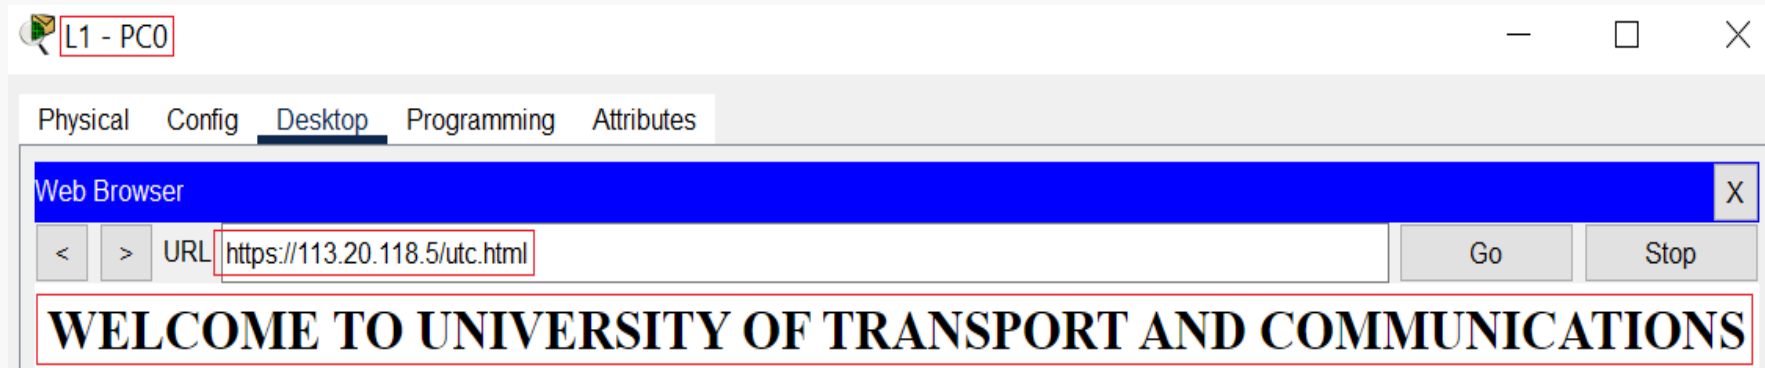 L1 - PC0
Physical Config Desktop Programming Attributes
Web Browser X
< > URL https://113.20.118.5/utc.html Go Stop
WELCOME TO UNIVERSITY OF TRANSPORT AND COMMUNICATIONS